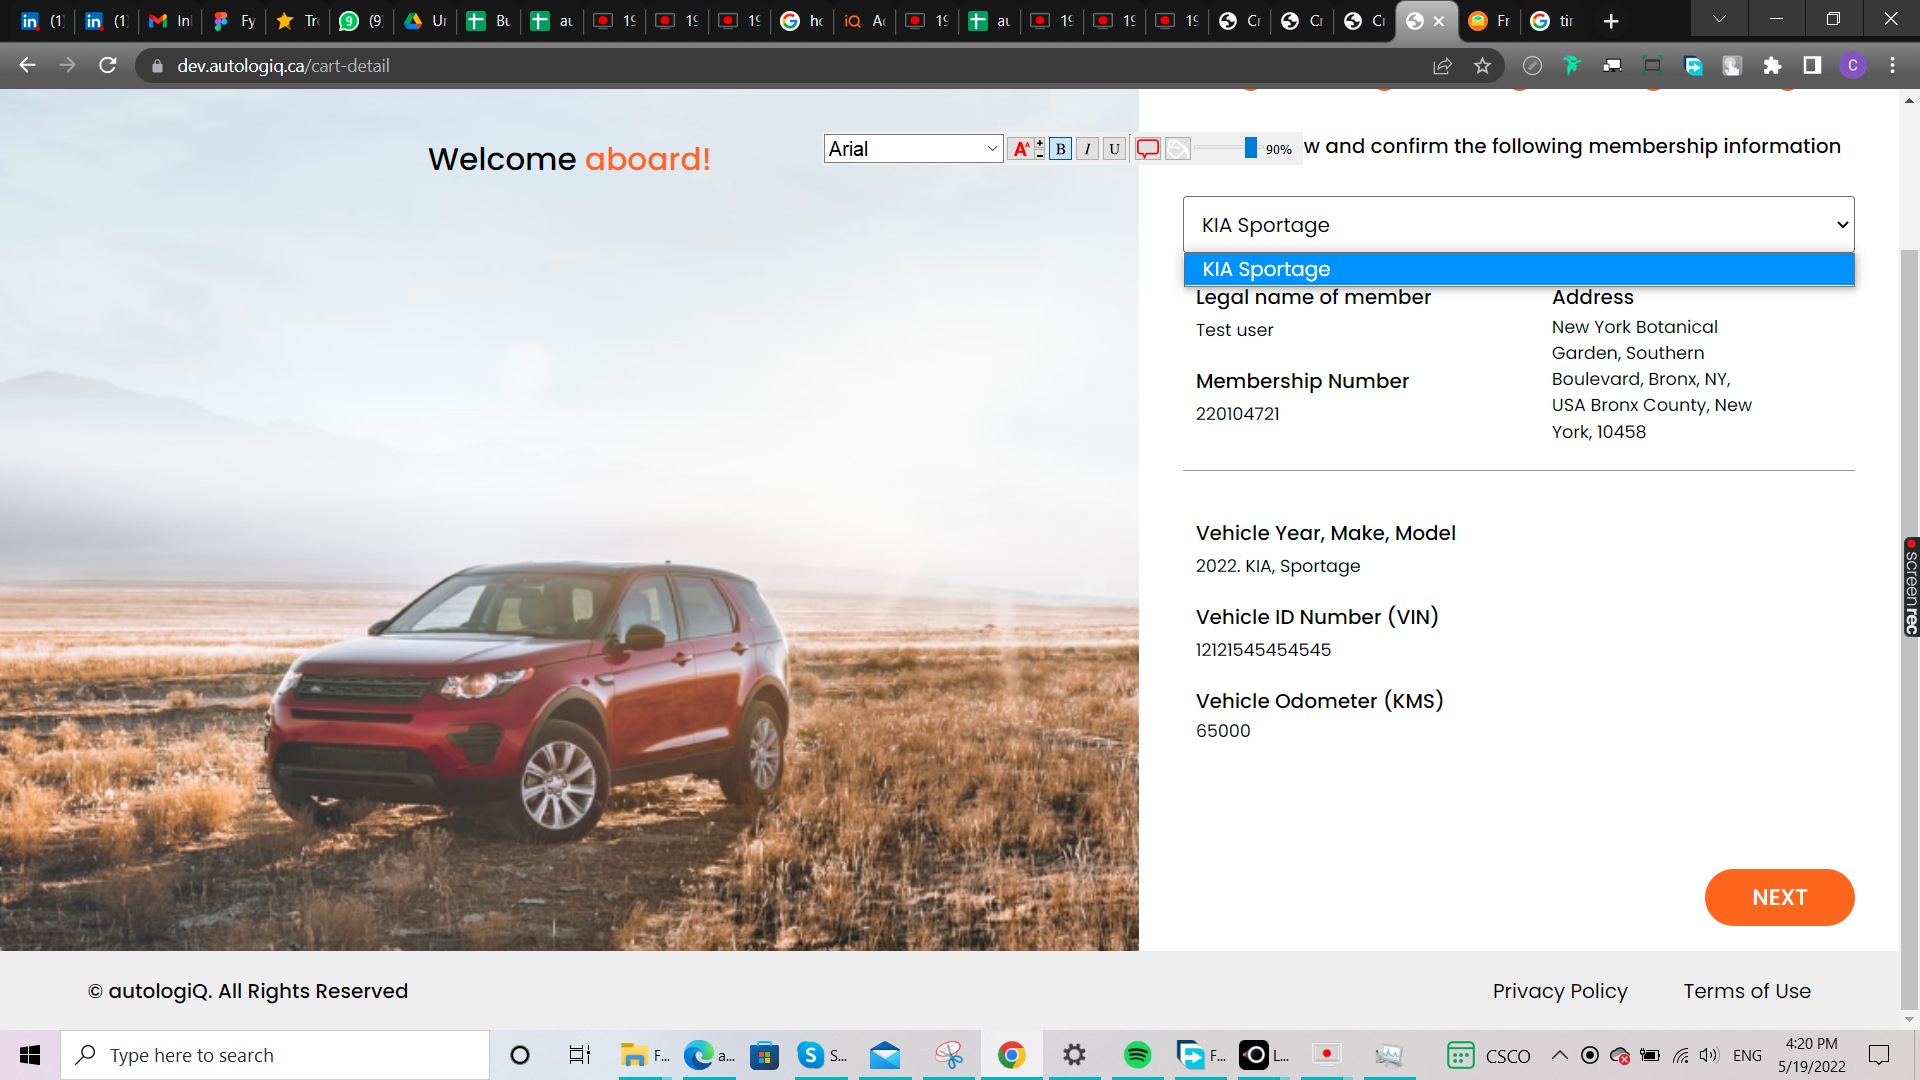 (1)
(1)
Inl
Fy
Tr
(9)
Ur
Bu
au
19
19
19
ho
Ac
19
au
19
19
19
Cr
Cr
Cr
Fr
tir
dev.autologiq.ca/cart-detail
C
Welcome aboard!
Arial
A
B
I
U
90%
w and confirm the following membership information
KIA Sportage
KIA Sportage
Legal name of member
Test user
Address
New York Botanical
Garden, Southern
Boulevard, Bronx, NY,
USA Bronx County, New
York, 10458
Membership Number
220104721
Vehicle Year, Make, Model
2022. KIA, Sportage
Vehicle ID Number (VIN)
12121545454545
Vehicle Odometer (KMS)
65000
screenrec
NEXT
© autologiQ. All Rights Reserved
Privacy Policy
Terms of Use
Type here to search
F...
a...
S...
F...
L...
CSCO
ENG
4:20 PM
5/19/2022